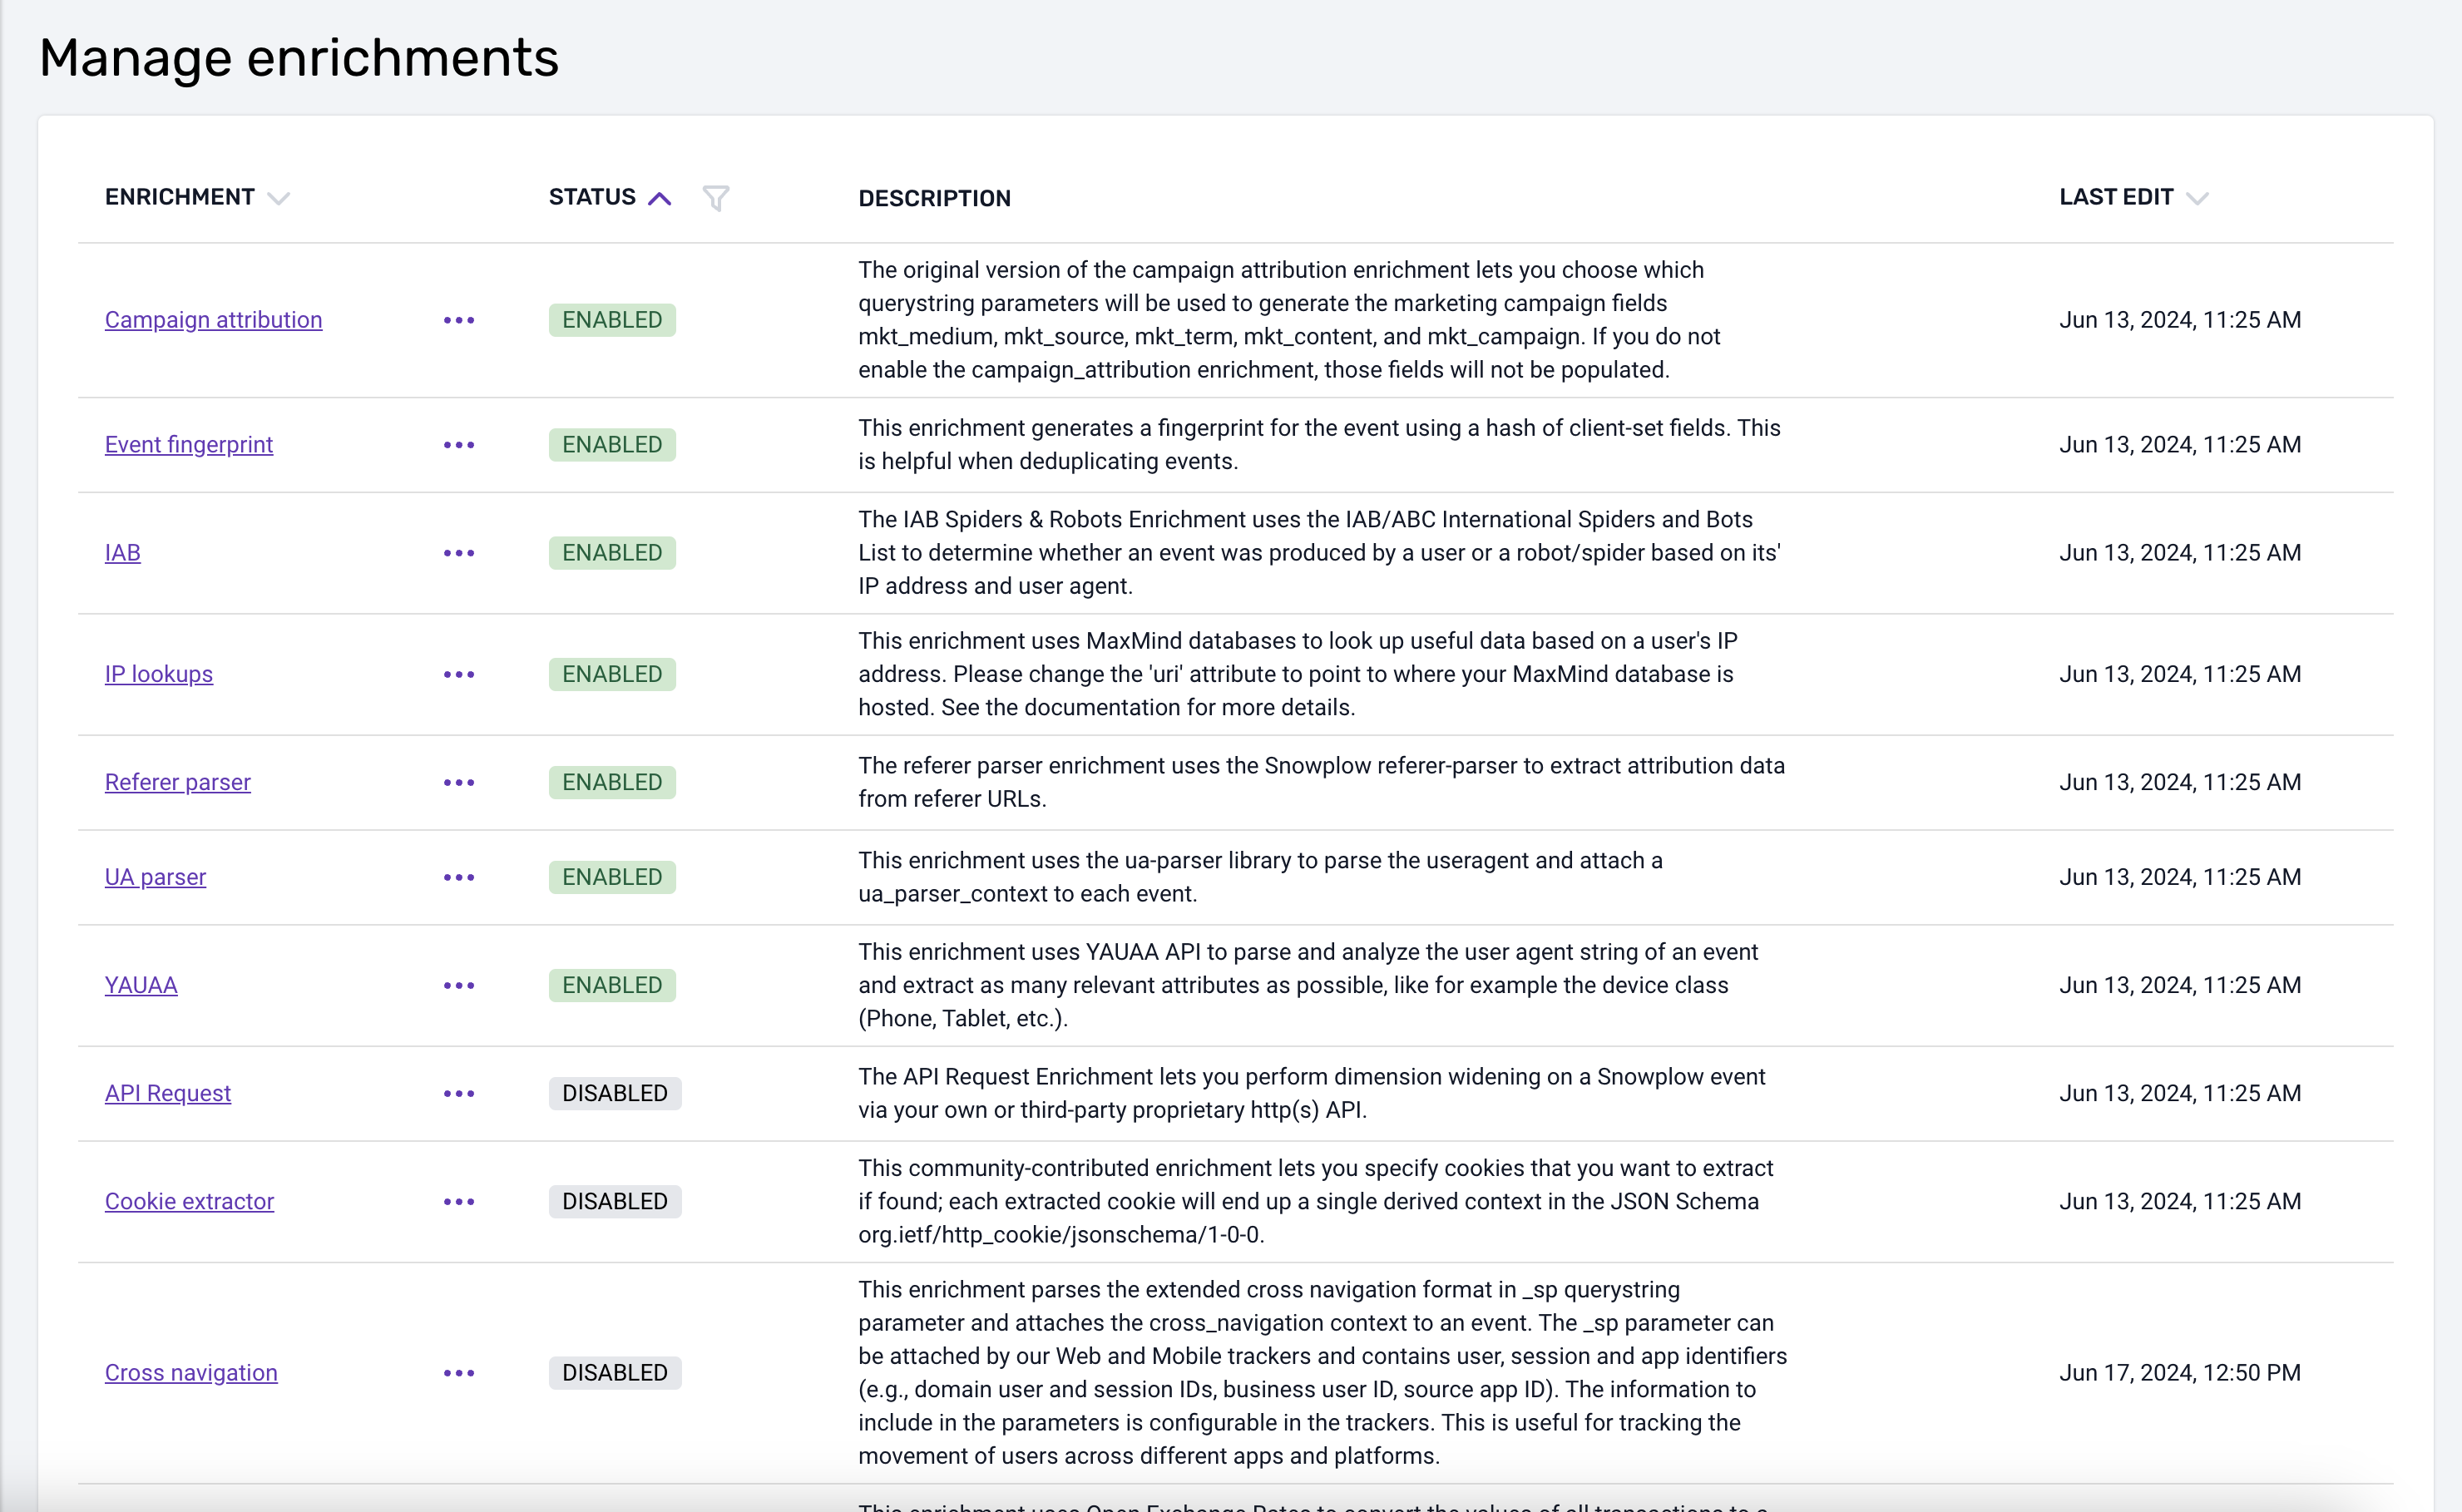 Manage enrichments
ENRICHMENT
STATUS
DESCRIPTION
LAST EDIT
Campaign attribution
ENABLED
The original version of the campaign attribution enrichment lets you choose which
querystring parameters will be used to generate the marketing campaign fields
mkt_medium, mkt_source, mkt_term, mkt_content, and mkt_campaign. If you do not
enable the campaign_attribution enrichment, those fields will not be populated.
Jun 13, 2024, 11:25 AM
Event fingerprint
ENABLED
This enrichment generates a fingerprint for the event using a hash of client-set fields. This
is helpful when deduplicating events.
Jun 13, 2024, 11:25 AM
IAB
ENABLED
The IAB Spiders & Robots Enrichment uses the IAB/ABC International Spiders and Bots
List to determine whether an event was produced by a user or a robot/spider based on its'
IP address and user agent.
Jun 13, 2024, 11:25 AM
IP lookups
ENABLED
This enrichment uses MaxMind databases to look up useful data based on a user's IP
address. Please change the 'uri' attribute to point to where your MaxMind database is
hosted. See the documentation for more details.
Jun 13, 2024, 11:25 AM
Referer parser
ENABLED
The referer parser enrichment uses the Snowplow referer-parser to extract attribution data
from referer URLs.
Jun 13, 2024, 11:25 AM
UA parser
ENABLED
This enrichment uses the ua-parser library to parse the useragent and attach a
ua_parser_context to each event.
Jun 13, 2024, 11:25 AM
YAUAA
ENABLED
This enrichment uses YAUAA API to parse and analyze the user agent string of an event
and extract as many relevant attributes as possible, like for example the device class
(Phone, Tablet, etc.).
Jun 13, 2024, 11:25 AM
API Request
DISABLED
The API Request Enrichment lets you perform dimension widening on a Snowplow event
via your own or third-party proprietary http(s) API.
Jun 13, 2024, 11:25 AM
Cookie extractor
DISABLED
This community-contributed enrichment lets you specify cookies that you want to extract
if found; each extracted cookie will end up a single derived context in the JSON Schema
org.ietf/http_cookie/jsonschema/1-0-0.
Jun 13, 2024, 11:25 AM
Cross navigation
DISABLED
This enrichment parses the extended cross navigation format in _sp querystring
parameter and attaches the cross_navigation context to an event. The _sp parameter can
be attached by our Web and Mobile trackers and contains user, session and app identifiers
(e.g., domain user and session IDs, business user ID, source app ID). The information to
include in the parameters is configurable in the trackers. This is useful for tracking the
movement of users across different apps and platforms.
Jun 17, 2024, 12:50 PM
This enrichment uses Open Exchange Rates to convert the values of all transactions to a